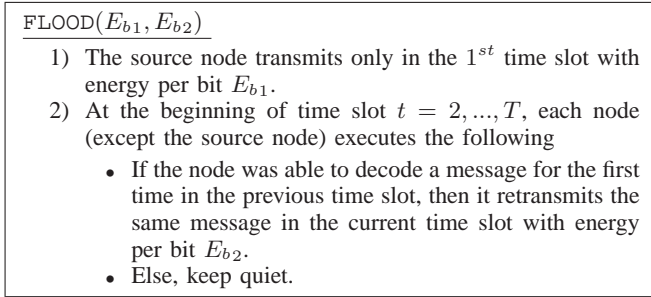 FLOOD(E_{b1}, E_{b2})
1) The source node transmits only in the 1^{st} time slot with
energy per bit E_{b1}.
2) At the beginning of time slot t = 2, ..., T, each node
(except the source node) executes the following
• If the node was able to decode a message for the first
time in the previous time slot, then it retransmits the
same message in the current time slot with energy
per bit E_{b2}.
• Else, keep quiet.